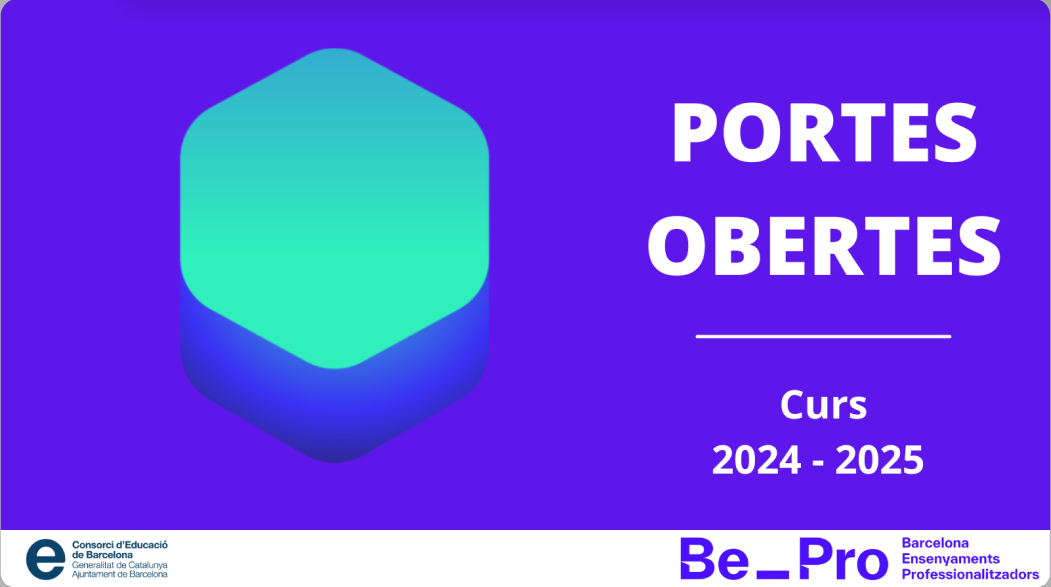 PORTES
OBERTES
Curs
2024 - 2025
e
Consorci d'Educació
de Barcelona
Generalitat de Catalunya
Ajuntament de Barcelona
Be_Pro
Barcelona
Ensenyaments
Professionalitzadors